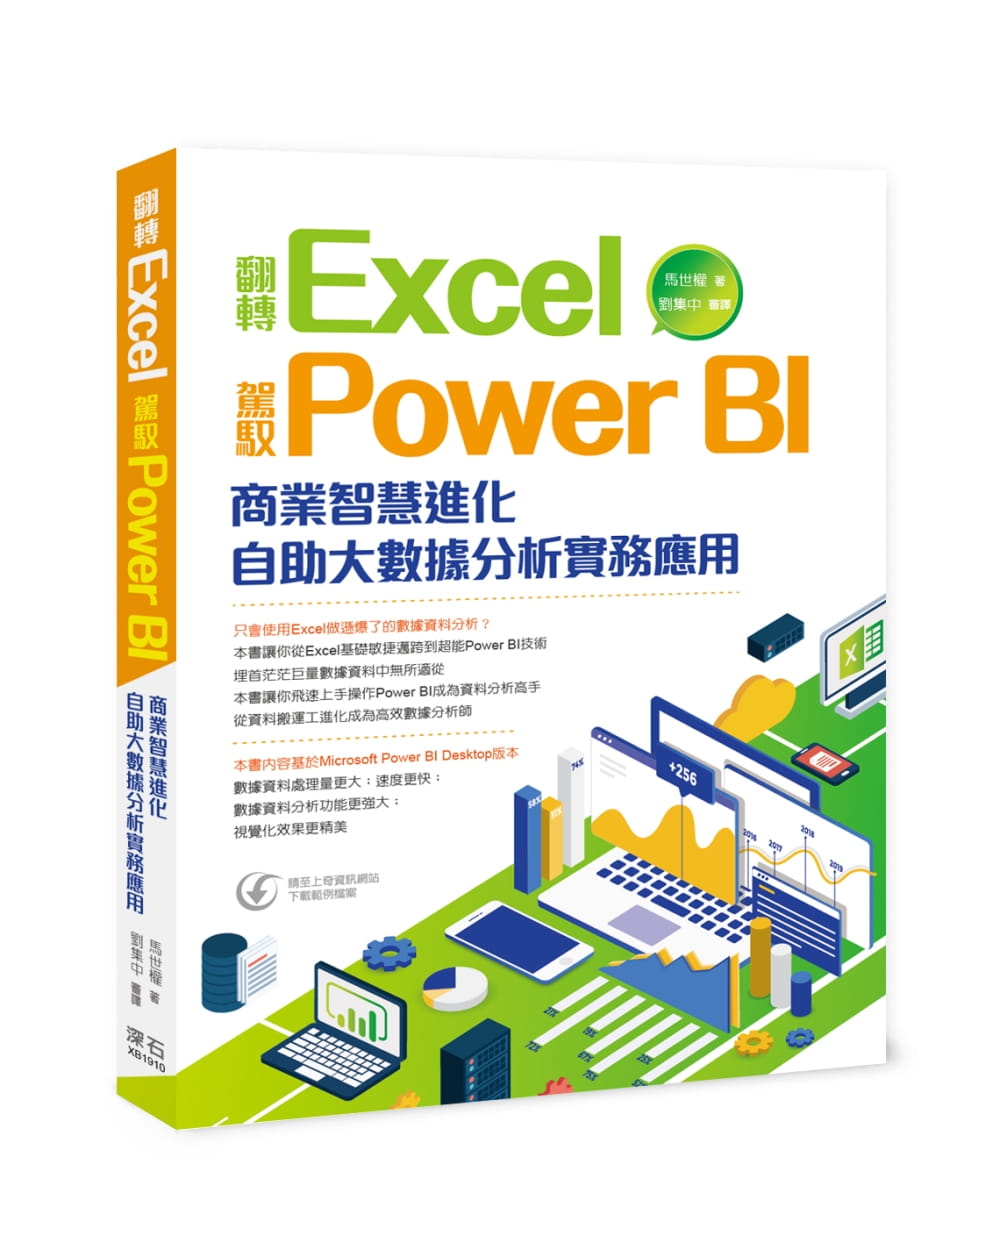 翻轉 Excel
馬世權 著
劉集中 審譯
駕馭 Power BI
商業智慧進化
自助大數據分析實務應用
只會使用Excel做遜爆了的數據資料分析？
本書讓你從Excel基礎敏捷邁跨到超能Power BI技術
埋首茫茫巨量數據資料中無所適從
本書讓你飛速上手操作Power BI成為資料分析高手
從資料搬運工進化成為高效數據分析師
本書內容基於Microsoft Power BI Desktop版本
數據資料處理量更大；速度更快；
數據資料分析功能更強大；
視覺化效果更精美
請至上奇資訊網站
下載範例檔案
+256
58%
74%
2016
2017
2018
2019
27%
19%
25%
72%
67%
75%
翻轉 Excel 駕馭 Power BI
商業智慧進化
自助大數據分析實務應用
馬世權 著
劉集中 審譯
深石
XB1910